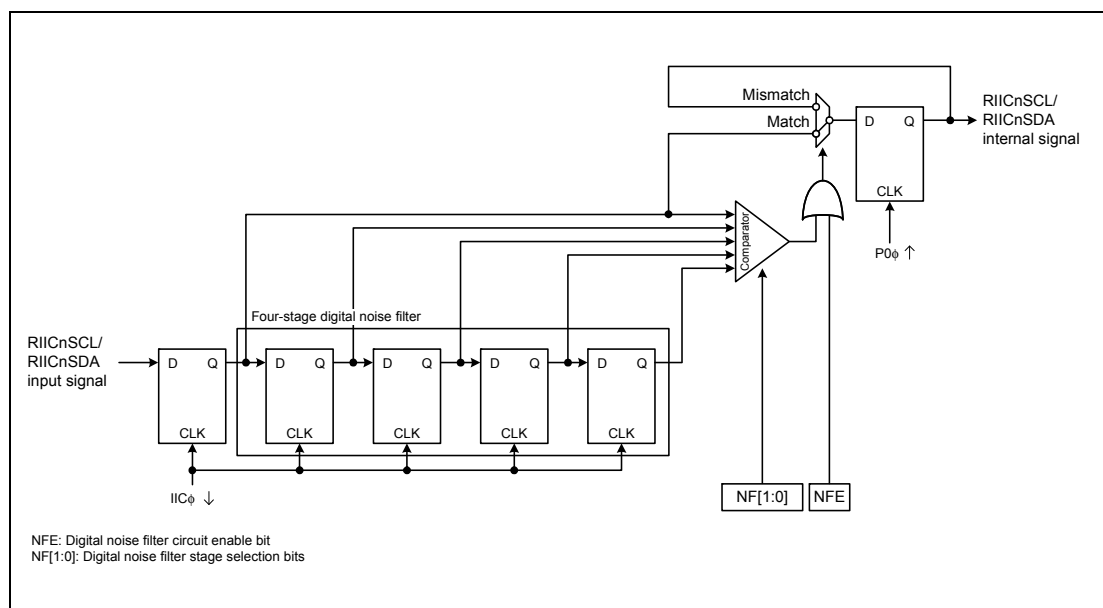 Mismatch
Match
D Q
CLK
RIICnSCL/
RIICnSDA
internal signal
P0ϕ ↑
Comparator
Four-stage digital noise filter
RIICnSCL/
RIICnSDA
input signal
D Q
CLK
D Q
CLK
D Q
CLK
D Q
CLK
D Q
CLK
IICϕ ↓
NF[1:0]
NFE
NFE: Digital noise filter circuit enable bit
NF[1:0]: Digital noise filter stage selection bits